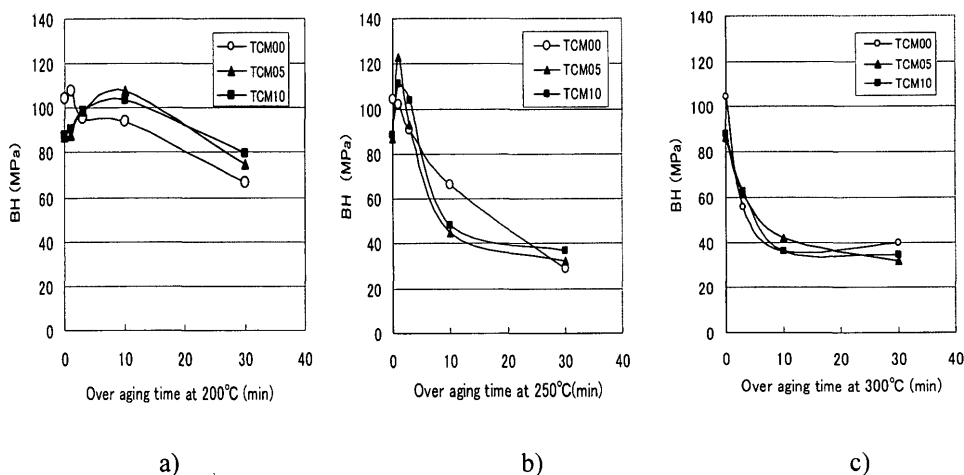 140
120
100
80
60
40
20
0
BH (MPa)
TCM00
TCM05
TCM10
0 10 20 30 40
Over aging time at 200°C (min)
a)
140
120
100
80
60
40
20
0
BH (MPa)
TCM00
TCM05
TCM10
0 10 20 30 40
Over aging time at 250°C(min)
b)
140
120
100
80
60
40
20
0
BH (MPa)
TCM00
TCM05
TCM10
0 10 20 30 40
Over aging time at 300°C (min)
c)